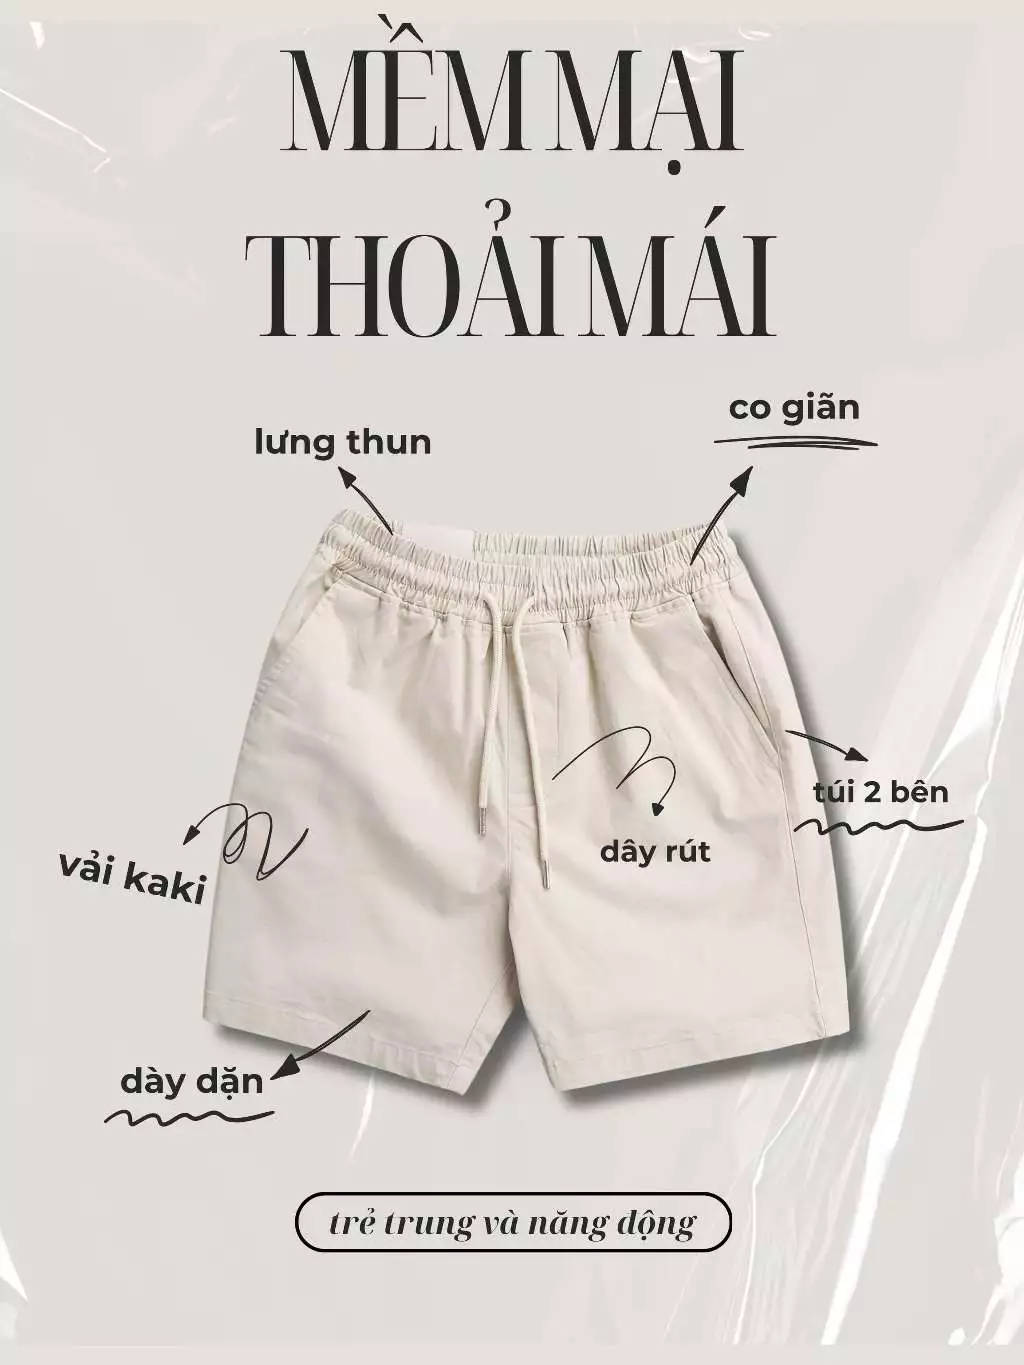 MỀM MẠI
THOẢI MÁI
co giãn
lưng thun
túi 2 bên
dây rút
vải kaki
dày dặn
trẻ trung và năng động